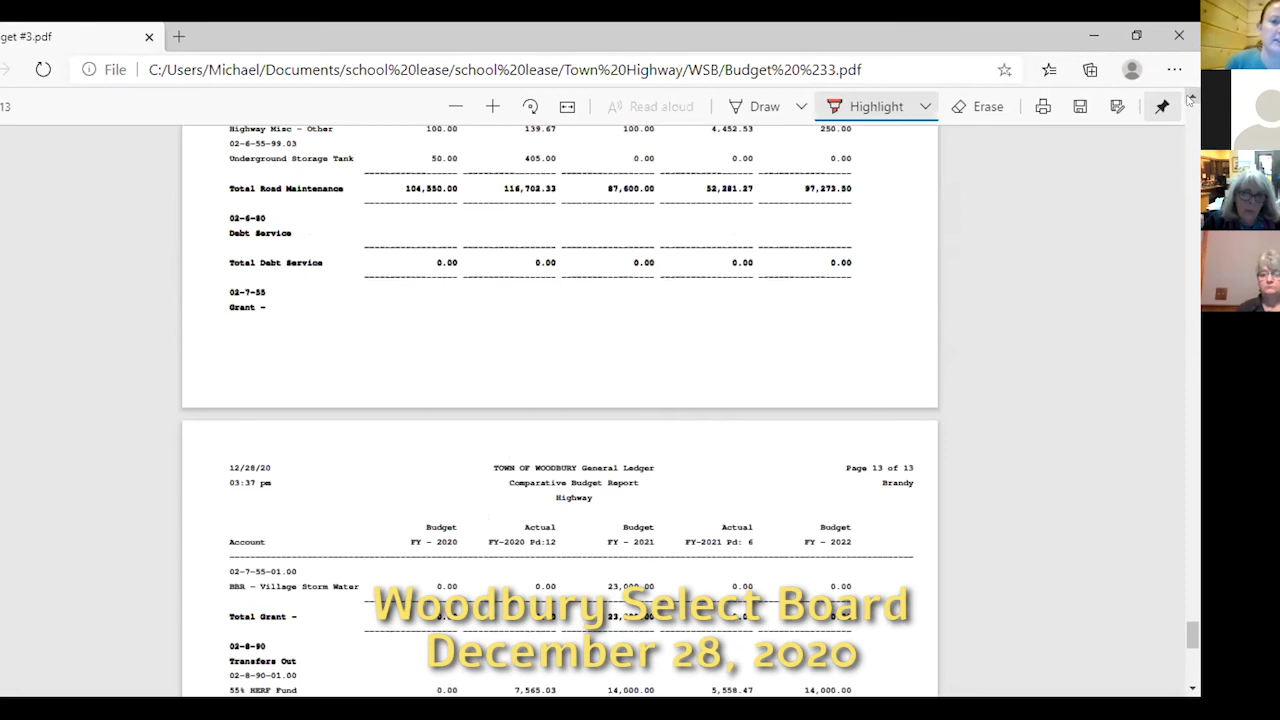 get #3.pdf
File C:/Users/Michael/Documents/school%20lease/school%20lease/Town%20Highway/WSB/Budget%20%233.pdf
13 Read aloud Draw Highlight Erase
Highway Misc - Other 100.00 139.67 100.00 4,452.53 250.00
02-6-55-99.03
Underground Storage Tank 50.00 405.00 0.00 0.00 0.00
Total Road Maintenance 104,550.00 116,702.33 87,600.00 52,281.27 97,273.50
02-6-80
Debt Service
Total Debt Service 0.00 0.00 0.00 0.00 0.00
02-7-55
Grant -
12/28/20 TOWN OF WOODBURY General Ledger Page 13 of 13
03:37 pm Comparative Budget Report Brandy
Highway
Budget Actual Budget Actual Budget
Account FY - 2020 FY-2020 Pd:12 FY - 2021 FY-2021 Pd: 6 FY - 2022
02-7-55-01.00
BBR - Village Storm Water 0.00 0.00 23,000.00 0.00 0.00
Total Grant -
02-8-90
Transfers Out
02-8-90-01.00
55% HERF Fund 0.00 7,565.03 14,000.00 5,558.47 14,000.00
Woodbury Select Board
December 28, 2020